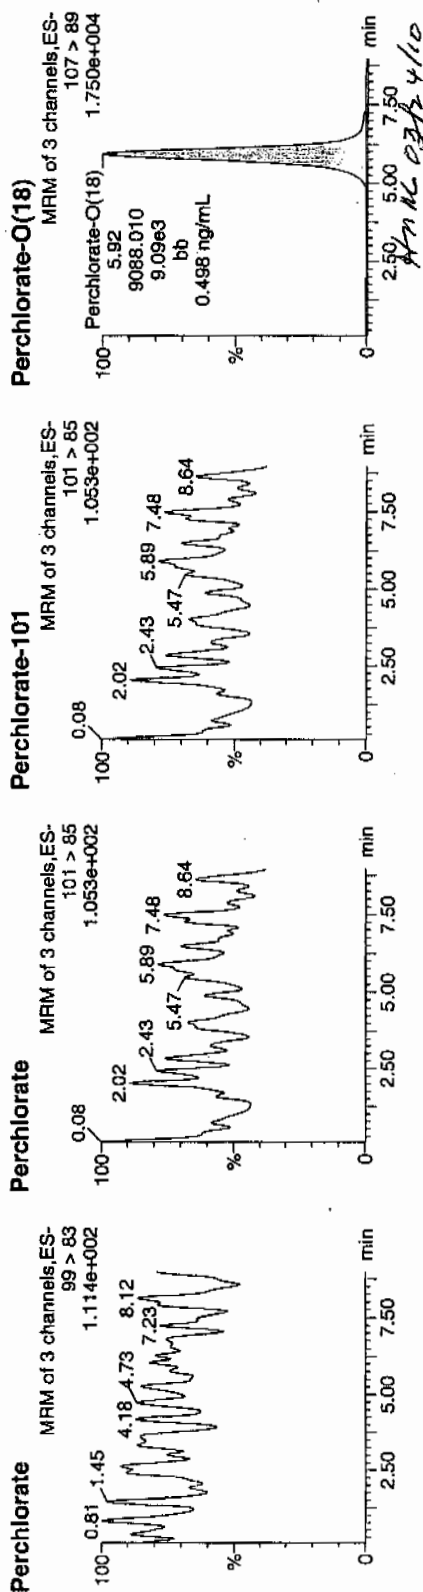 Perchlorate
MRM of 3 channels,ES-
99 > 83
1.114e+002
100
%
0
0.81
1.45
4.18
4.73
7.23
8.12
2.50
5.00
7.50
min
Perchlorate
MRM of 3 channels,ES-
101 > 85
1.053e+002
100
%
0
0.08
2.02
2.43
5.47
5.89
7.48
8.64
2.50
5.00
7.50
min
Perchlorate-101
MRM of 3 channels,ES-
101 > 85
1.053e+002
100
%
0
0.08
2.02
2.43
5.47
5.89
7.48
8.64
2.50
5.00
7.50
min
Perchlorate-O(18)
MRM of 3 channels,ES-
107 > 89
1.750e+004
100
%
0
Perchlorate-O(18)
5.92
9088.010
9.09e3
bb
0.498 ng/mL
2.50
5.00
7.50
min